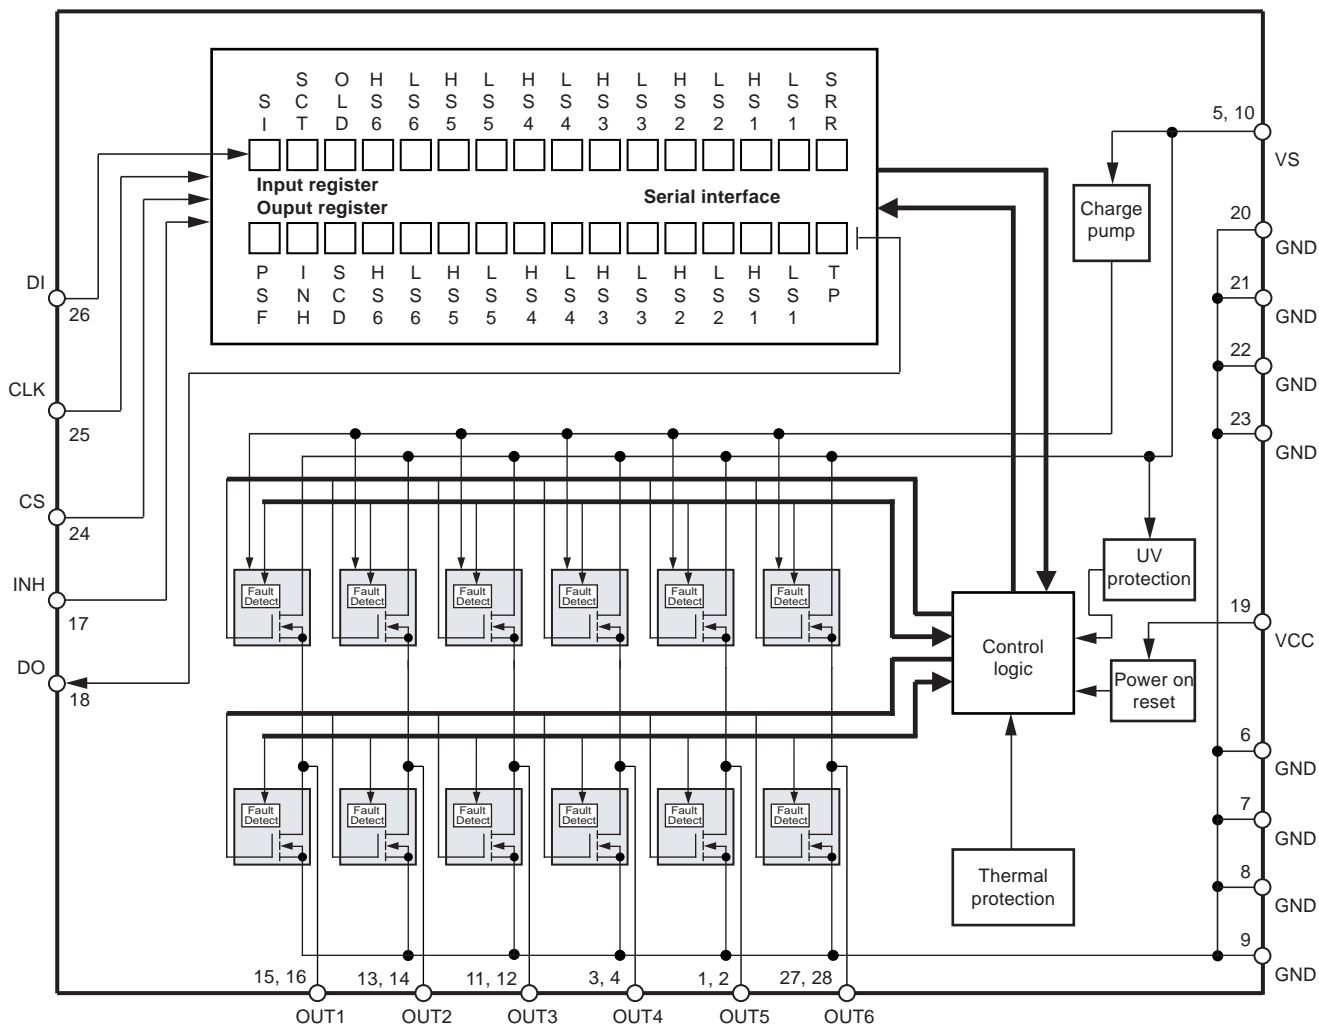 S O H L H L H L H L H L H L S
S C L S S S S S S S S S S S S R
I T D 6 6 5 5 4 4 3 3 2 2 1 1 R
Input register
Ouput register
Serial interface
P I S H L H L H L H L H L H L T
S N C S S S S S S S S S S S S P
F H D 6 6 5 5 4 4 3 3 2 2 1 1
DI
26
CLK
25
CS
24
INH
17
DO
18
5, 10
VS
Charge
pump
20
GND
21
GND
22
GND
23
GND
UV
protection
19
VCC
Control
logic
Power on
reset
6
GND
7
GND
8
GND
9
GND
Thermal
protection
Fault
Detect
Fault
Detect
Fault
Detect
Fault
Detect
Fault
Detect
Fault
Detect
Fault
Detect
Fault
Detect
Fault
Detect
Fault
Detect
Fault
Detect
Fault
Detect
15, 16
13, 14
11, 12
3, 4
1, 2
27, 28
OUT1
OUT2
OUT3
OUT4
OUT5
OUT6